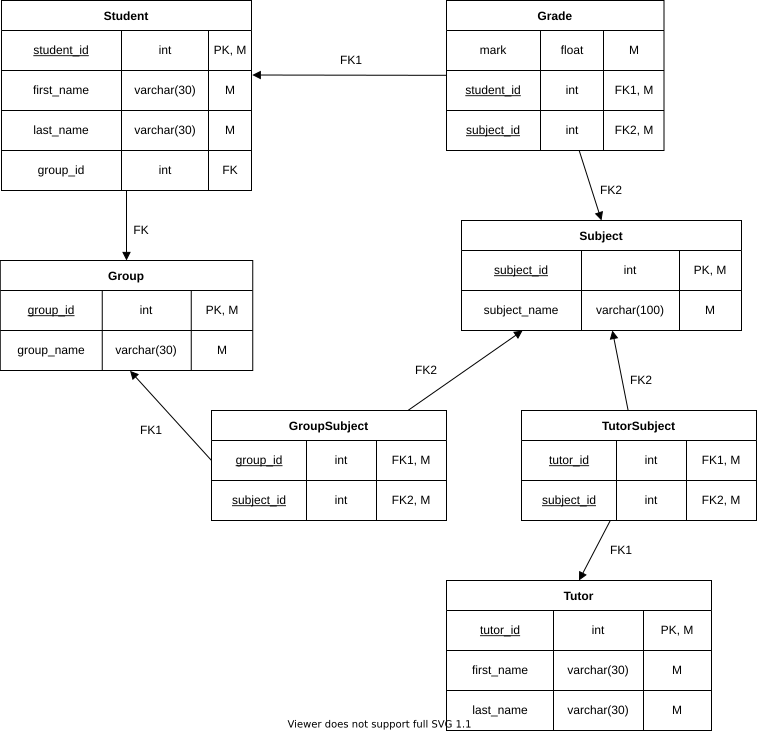 Student
student_id int PK, M
first_name varchar(30) M
last_name varchar(30) M
group_id int FK
Grade
mark float M
student_id int FK1, M
subject_id int FK2, M
FK1
FK2
FK
Subject
subject_id int PK, M
subject_name varchar(100) M
Group
group_id int PK, M
group_name varchar(30) M
FK2
FK2
FK1
GroupSubject
group_id int FK1, M
subject_id int FK2, M
TutorSubject
tutor_id int FK1, M
subject_id int FK2, M
FK1
Tutor
tutor_id int PK, M
first_name varchar(30) M
last_name varchar(30) M
Viewer does not support full SVG 1.1